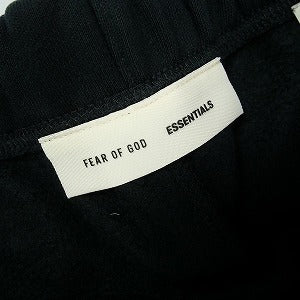 FEAR OF GOD ESSENTIALS